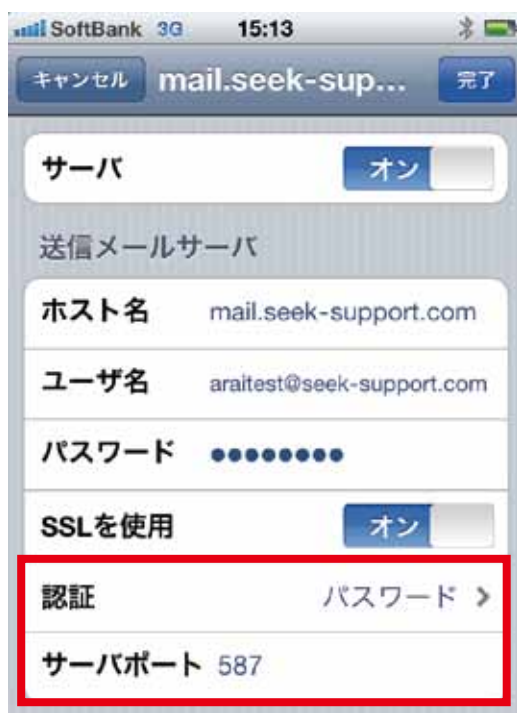 SoftBank 3G 15:13
キャンセル mail.seek-sup... 完了
サーバ オン
送信メールサーバ
ホスト名 mail.seek-support.com
ユーザ名 araitest@seek-support.com
パスワード ●●●●●●●●
SSLを使用 オン
認証 パスワード >
サーバポート 587